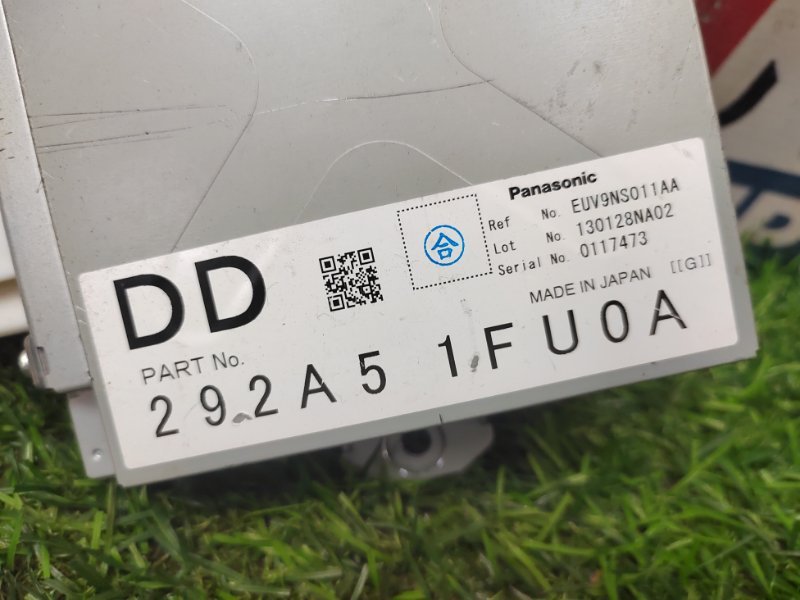 Panasonic
Ref No. EUV9NS011AA
Lot No. 130128NA02
Serial No. 0117473
合
DD
MADE IN JAPAN [[G]]
PART No.
292A5 1FU0A